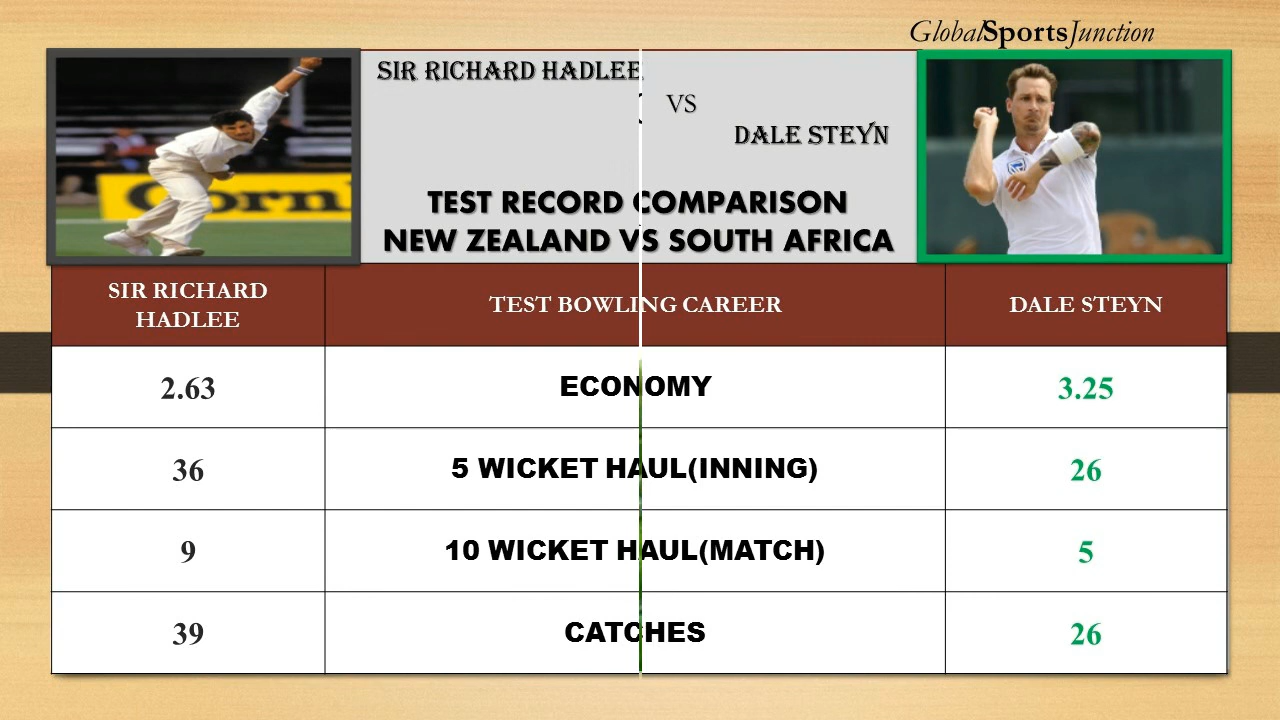 GlobalSportsJunction
SIR RICHARD HADLEE
VS
DALE STEYN
TEST RECORD COMPARISON
NEW ZEALAND VS SOUTH AFRICA
Corn
SIR RICHARD
HADLEE
TEST BOWLING CAREER
DALE STEYN
2.63 ECONOMY 3.25
36 5 WICKET HAUL(INNING) 26
9 10 WICKET HAUL(MATCH) 5
39 CATCHES 26